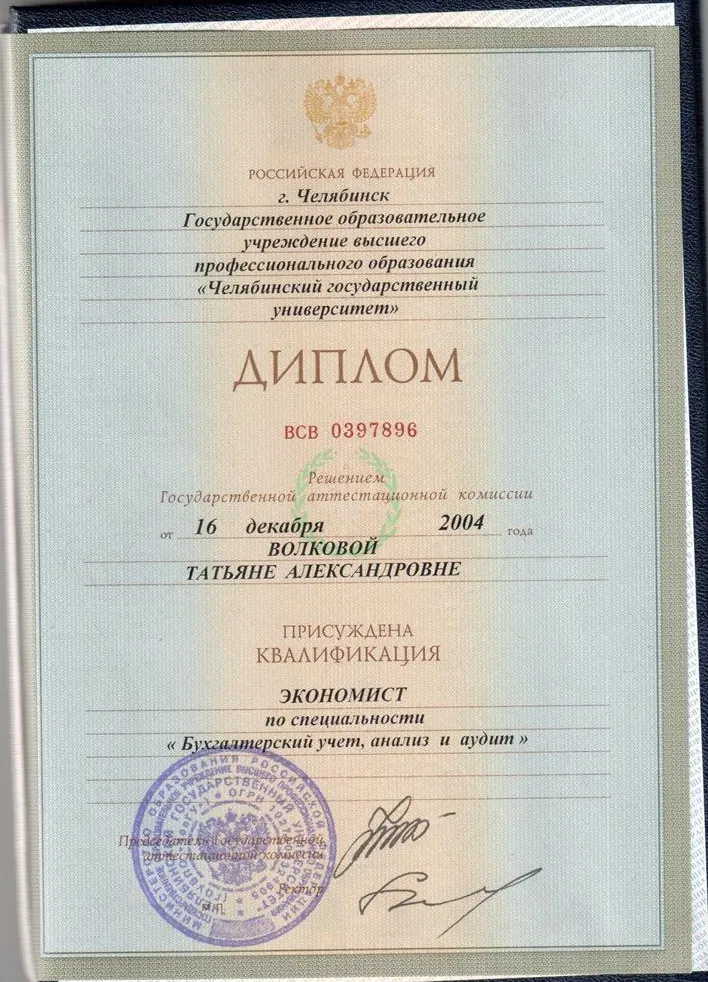 РОССИЙСКАЯ ФЕДЕРАЦИЯ
г. Челябинск
Государственное образовательное
учреждение высшего
профессионального образования
«Челябинский государственный
университет»
ДИПЛОМ
ВСВ 0397896
Решением
Государственной аттестационной комиссии
от 16 декабря 2004 года
ВОЛКОВОЙ
ТАТЬЯНЕ АЛЕКСАНДРОВНЕ
ПРИСУЖДЕНА
КВАЛИФИКАЦИЯ
ЭКОНОМИСТ
по специальности
« Бухгалтерский учет, анализ и аудит »
Председатель Государственной
аттестационной комиссии
Ректор
М.П.